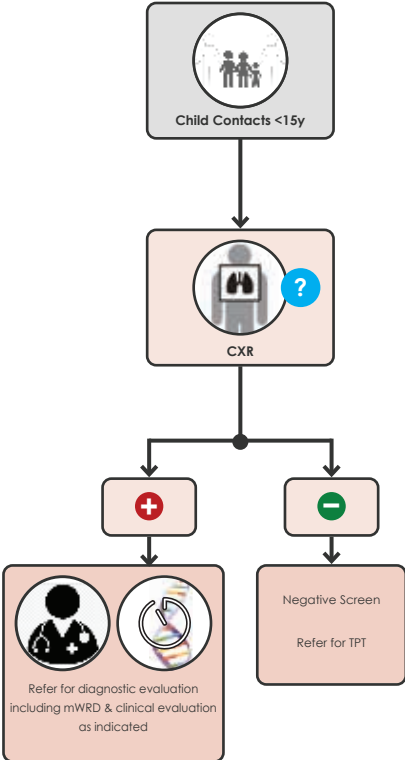 Child Contacts <15y
?
CXR
+
−
Refer for diagnostic evaluation
including mWRD & clinical evaluation
as indicated
Negative Screen
Refer for TPT